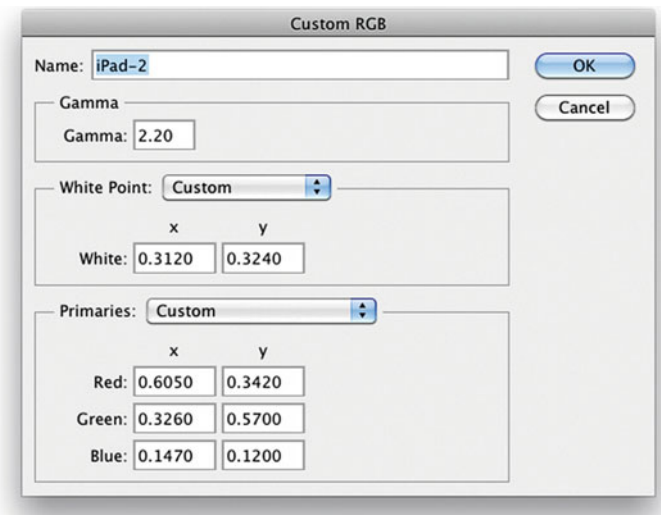 Custom RGB
Name: iPad-2
OK
Cancel
Gamma
Gamma: 2.20
White Point: Custom
x y
White: 0.3120 0.3240
Primaries: Custom
x y
Red: 0.6050 0.3420
Green: 0.3260 0.5700
Blue: 0.1470 0.1200